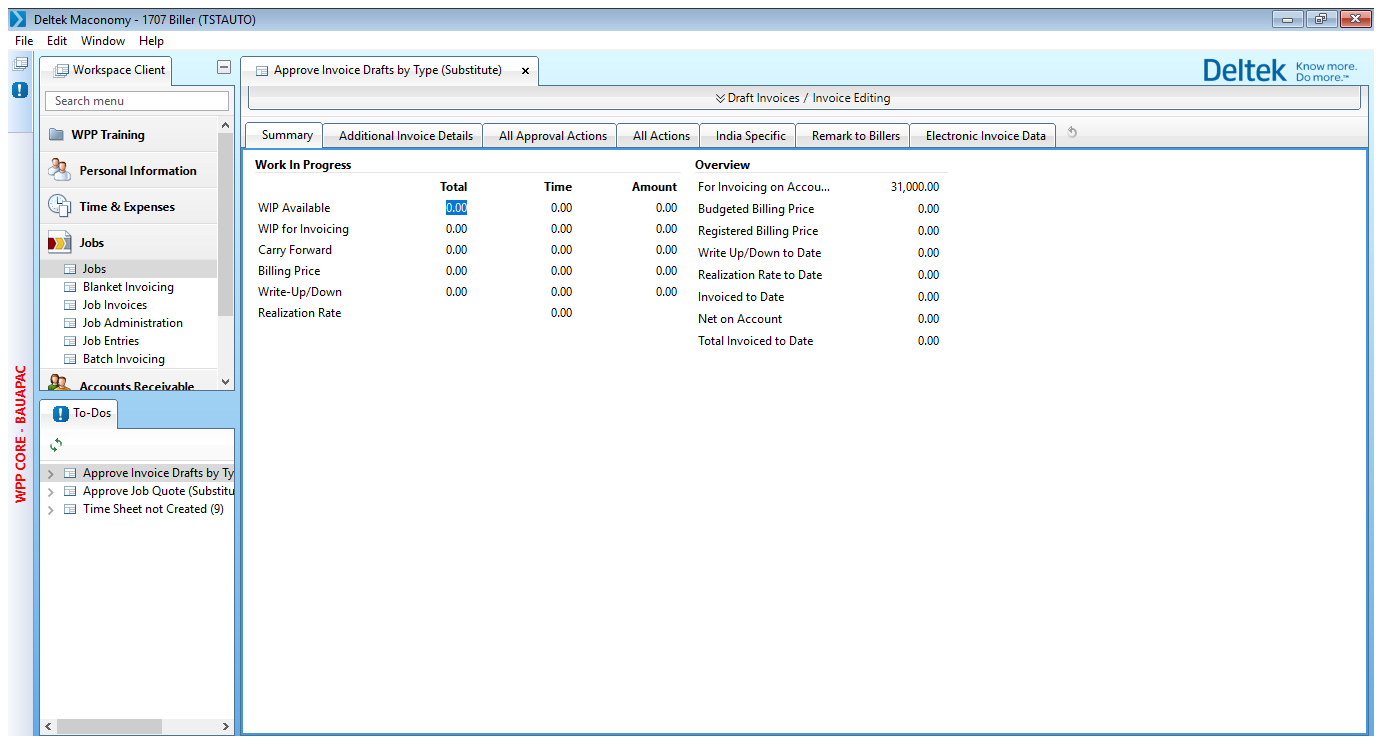 Deltek Maconomy - 1707 Biller (TSTAUTO)
File Edit Window Help
Workspace Client
Search menu
WPP Training
Personal Information
Time & Expenses
Jobs
Jobs
Blanket Invoicing
Job Invoices
Job Administration
Job Entries
Batch Invoicing
Accounts Receivable
WPP CORE - BAUAPAC
To-Dos
Approve Invoice Drafts by Ty
Approve Job Quote (Substitu
Time Sheet not Created (9)
Approve Invoice Drafts by Type (Substitute)
Deltek Know more. Do more.™
Draft Invoices / Invoice Editing
Summary Additional Invoice Details All Approval Actions All Actions India Specific Remark to Billers Electronic Invoice Data
Work In Progress
Total Time Amount
WIP Available 0.00 0.00 0.00
WIP for Invoicing 0.00 0.00 0.00
Carry Forward 0.00 0.00 0.00
Billing Price 0.00 0.00 0.00
Write-Up/Down 0.00 0.00 0.00
Realization Rate 0.00
Overview
For Invoicing on Accou... 31,000.00
Budgeted Billing Price 0.00
Registered Billing Price 0.00
Write Up/Down to Date 0.00
Realization Rate to Date 0.00
Invoiced to Date 0.00
Net on Account 0.00
Total Invoiced to Date 0.00